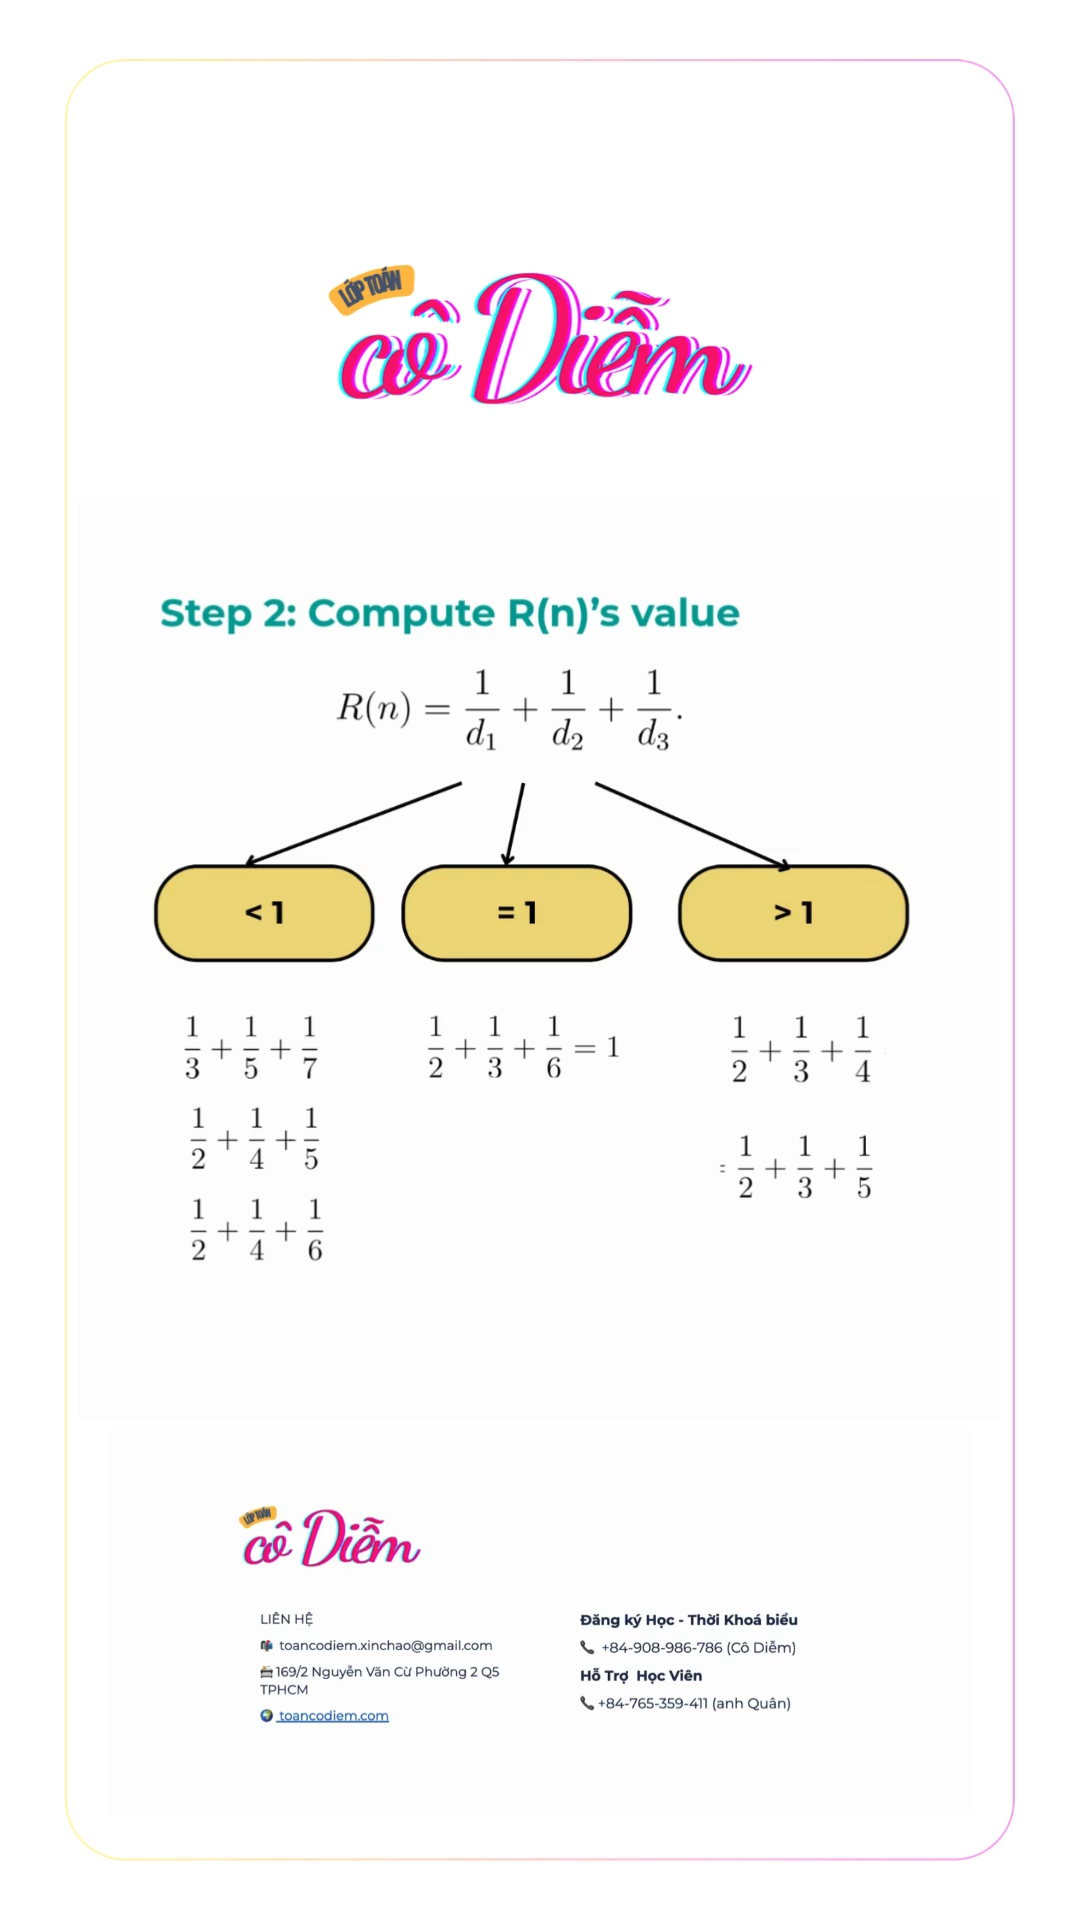 LỚP TOÁN
cô Diễm
Step 2: Compute R(n)’s value
R(n) = 1/d₁ + 1/d₂ + 1/d₃.
< 1
= 1
> 1
1/3 + 1/5 + 1/7
1/2 + 1/3 + 1/6 = 1
1/2 + 1/3 + 1/4
1/2 + 1/4 + 1/5
= 1/2 + 1/3 + 1/5
1/2 + 1/4 + 1/6
LỚP TOÁN
cô Diễm
LIÊN HỆ
toancodiem.xinchao@gmail.com
169/2 Nguyễn Văn Cừ Phường 2 Q5
TPHCM
toancodiem.com
Đăng ký Học - Thời Khoá biểu
+84-908-986-786 (Cô Diễm)
Hỗ Trợ Học Viên
+84-765-359-411 (anh Quân)